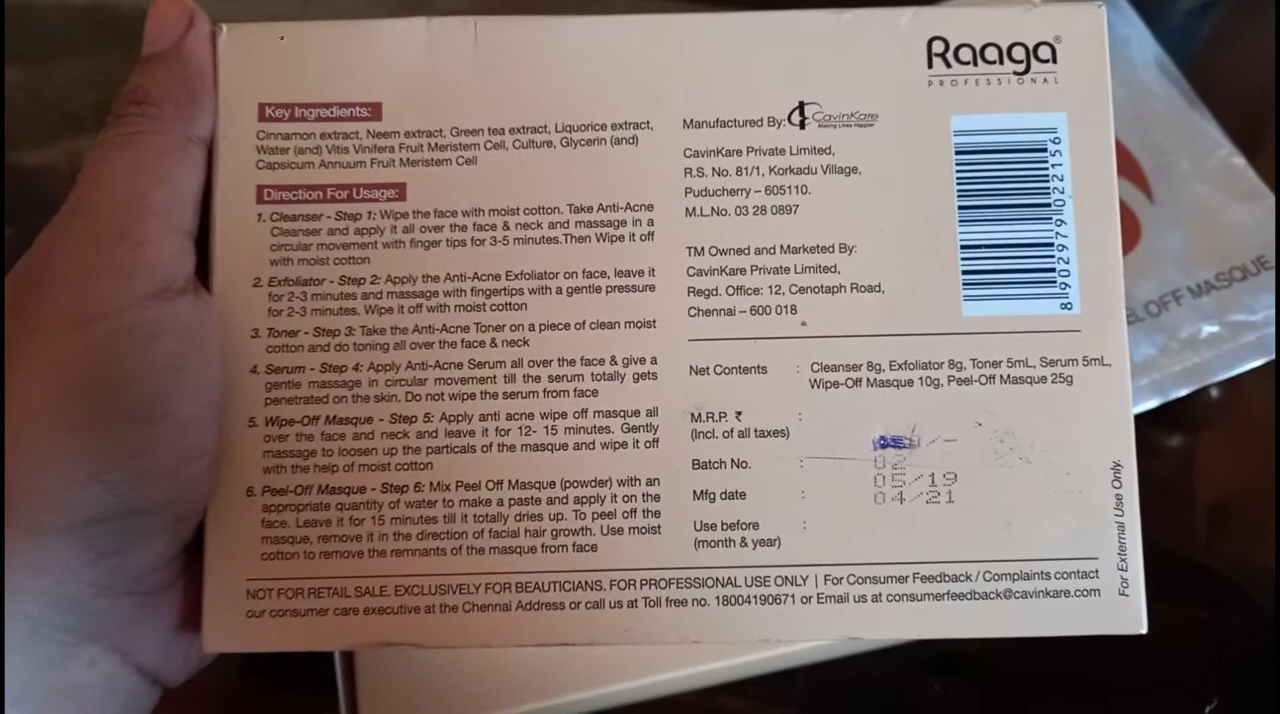 Raaga®
PROFESSIONAL
Key Ingredients:
Cinnamon extract, Neem extract, Green tea extract, Liquorice extract,
Water (and) Vitis Vinifera Fruit Meristem Cell, Culture, Glycerin (and)
Capsicum Annuum Fruit Meristem Cell
Direction For Usage:
1. Cleanser - Step 1: Wipe the face with moist cotton. Take Anti-Acne
Cleanser and apply it all over the face & neck and massage in a
circular movement with finger tips for 3-5 minutes.Then Wipe it off
with moist cotton
2. Exfoliator - Step 2: Apply the Anti-Acne Exfoliator on face, leave it
for 2-3 minutes and massage with fingertips with a gentle pressure
for 2-3 minutes. Wipe it off with moist cotton
3. Toner - Step 3: Take the Anti-Acne Toner on a piece of clean moist
cotton and do toning all over the face & neck
4. Serum - Step 4: Apply Anti-Acne Serum all over the face & give a
gentle massage in circular movement till the serum totally gets
penetrated on the skin. Do not wipe the serum from face
5. Wipe-Off Masque - Step 5: Apply anti acne wipe off masque all
over the face and neck and leave it for 12- 15 minutes. Gently
massage to loosen up the particals of the masque and wipe it off
with the help of moist cotton
6. Peel-Off Masque - Step 6: Mix Peel Off Masque (powder) with an
appropriate quantity of water to make a paste and apply it on the
face. Leave it for 15 minutes till it totally dries up. To peel off the
masque, remove it in the direction of facial hair growth. Use moist
cotton to remove the remnants of the masque from face
Manufactured By: CavinKare
Making Lives Happier
CavinKare Private Limited,
R.S. No. 81/1, Korkadu Village,
Puducherry – 605110.
M.L.No. 03 28 0897
TM Owned and Marketed By:
CavinKare Private Limited,
Regd. Office: 12, Cenotaph Road,
Chennai – 600 018
8902979022156
Net Contents : Cleanser 8g, Exfoliator 8g, Toner 5mL, Serum 5mL,
Wipe-Off Masque 10g, Peel-Off Masque 25g
M.R.P. ₹ :
(Incl. of all taxes)
/-
Batch No. : 02
05/19
Mfg date : 04/21
Use before :
(month & year)
For External Use Only.
NOT FOR RETAIL SALE. EXCLUSIVELY FOR BEAUTICIANS. FOR PROFESSIONAL USE ONLY | For Consumer Feedback / Complaints contact
our consumer care executive at the Chennai Address or call us at Toll free no. 18004190671 or Email us at consumerfeedback@cavinkare.com
OFF MASQUE